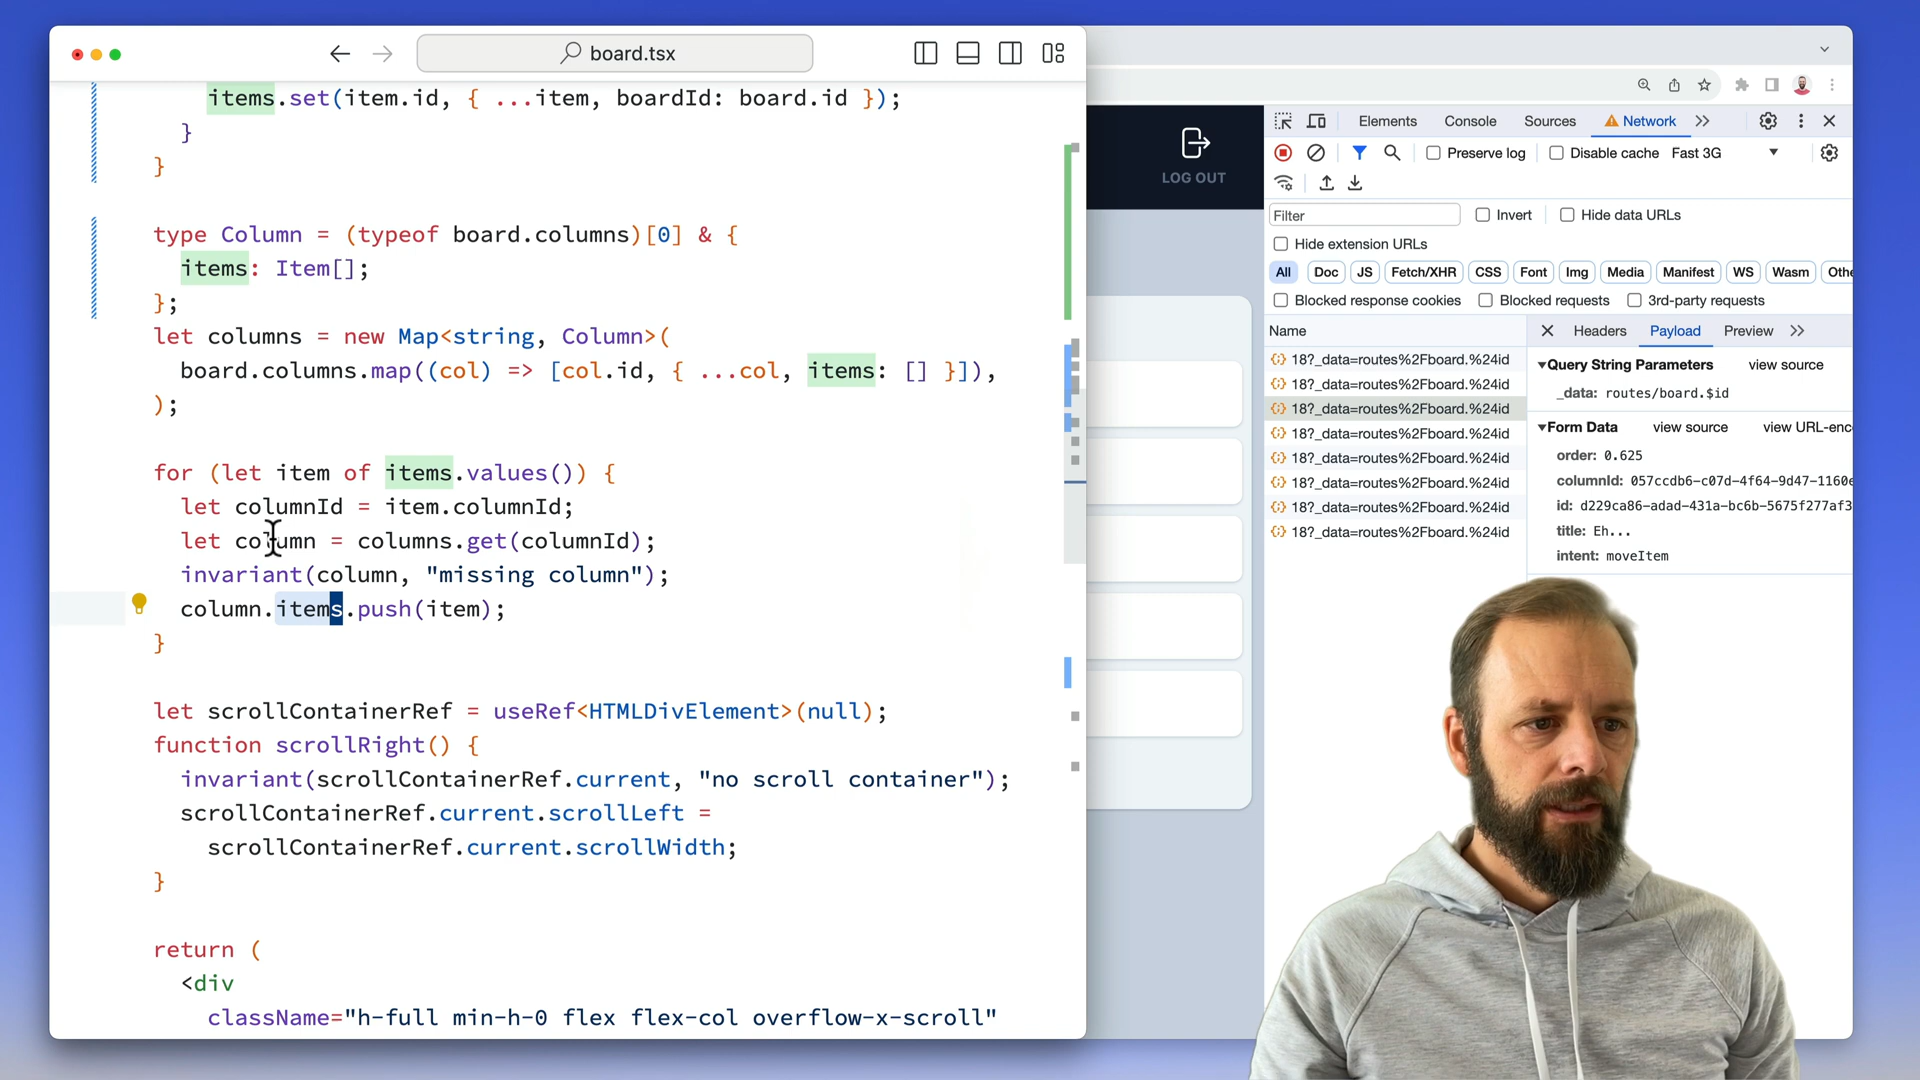 board.tsx
items.set(item.id, { ...item, boardId: board.id });
}
}
type Column = (typeof board.columns)[0] & {
items: Item[];
};
let columns = new Map<string, Column>(
board.columns.map((col) => [col.id, { ...col, items: [] }]),
);
for (let item of items.values()) {
let columnId = item.columnId;
let column = columns.get(columnId);
invariant(column, "missing column");
column.items.push(item);
}
let scrollContainerRef = useRef<HTMLDivElement>(null);
function scrollRight() {
invariant(scrollContainerRef.current, "no scroll container");
scrollContainerRef.current.scrollLeft =
scrollContainerRef.current.scrollWidth;
}
return (
<div
className="h-full min-h-0 flex flex-col overflow-x-scroll"
LOG OUT
Elements Console Sources Network
Preserve log Disable cache Fast 3G
Filter Invert Hide data URLs
Hide extension URLs
All Doc JS Fetch/XHR CSS Font Img Media Manifest WS Wasm Othe
Blocked response cookies Blocked requests 3rd-party requests
Name Headers Payload Preview
18?_data=routes%2Fboard.%24id
18?_data=routes%2Fboard.%24id
18?_data=routes%2Fboard.%24id
18?_data=routes%2Fboard.%24id
18?_data=routes%2Fboard.%24id
18?_data=routes%2Fboard.%24id
18?_data=routes%2Fboard.%24id
18?_data=routes%2Fboard.%24id
Query String Parameters view source
_data: routes/board.$id
Form Data view source view URL-enc
order: 0.625
columnId: 057ccdb6-c07d-4f64-9d47-1160e
id: d229ca86-adad-431a-bc6b-5675f277af3
title: Eh...
intent: moveItem